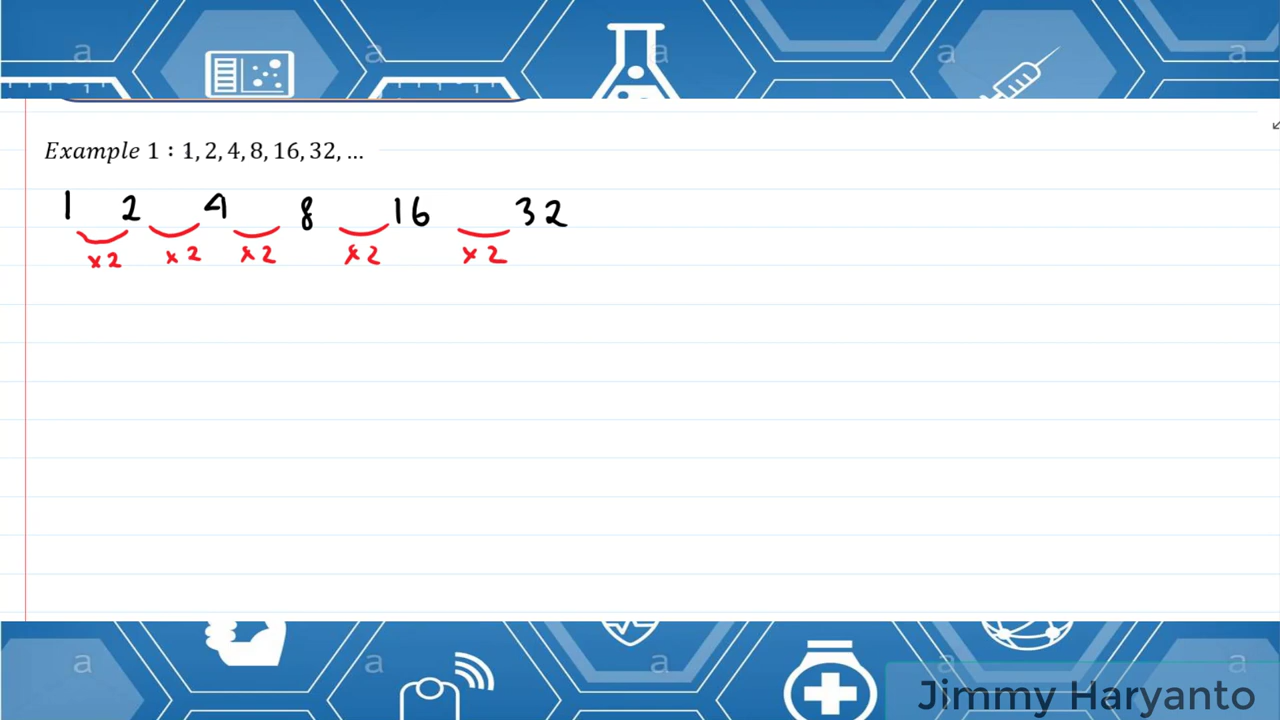 Example 1 : 1, 2, 4, 8, 16, 32, ...
1 2 4 8 16 32
×2 ×2 ×2 ×2 ×2
Jimmy Haryanto